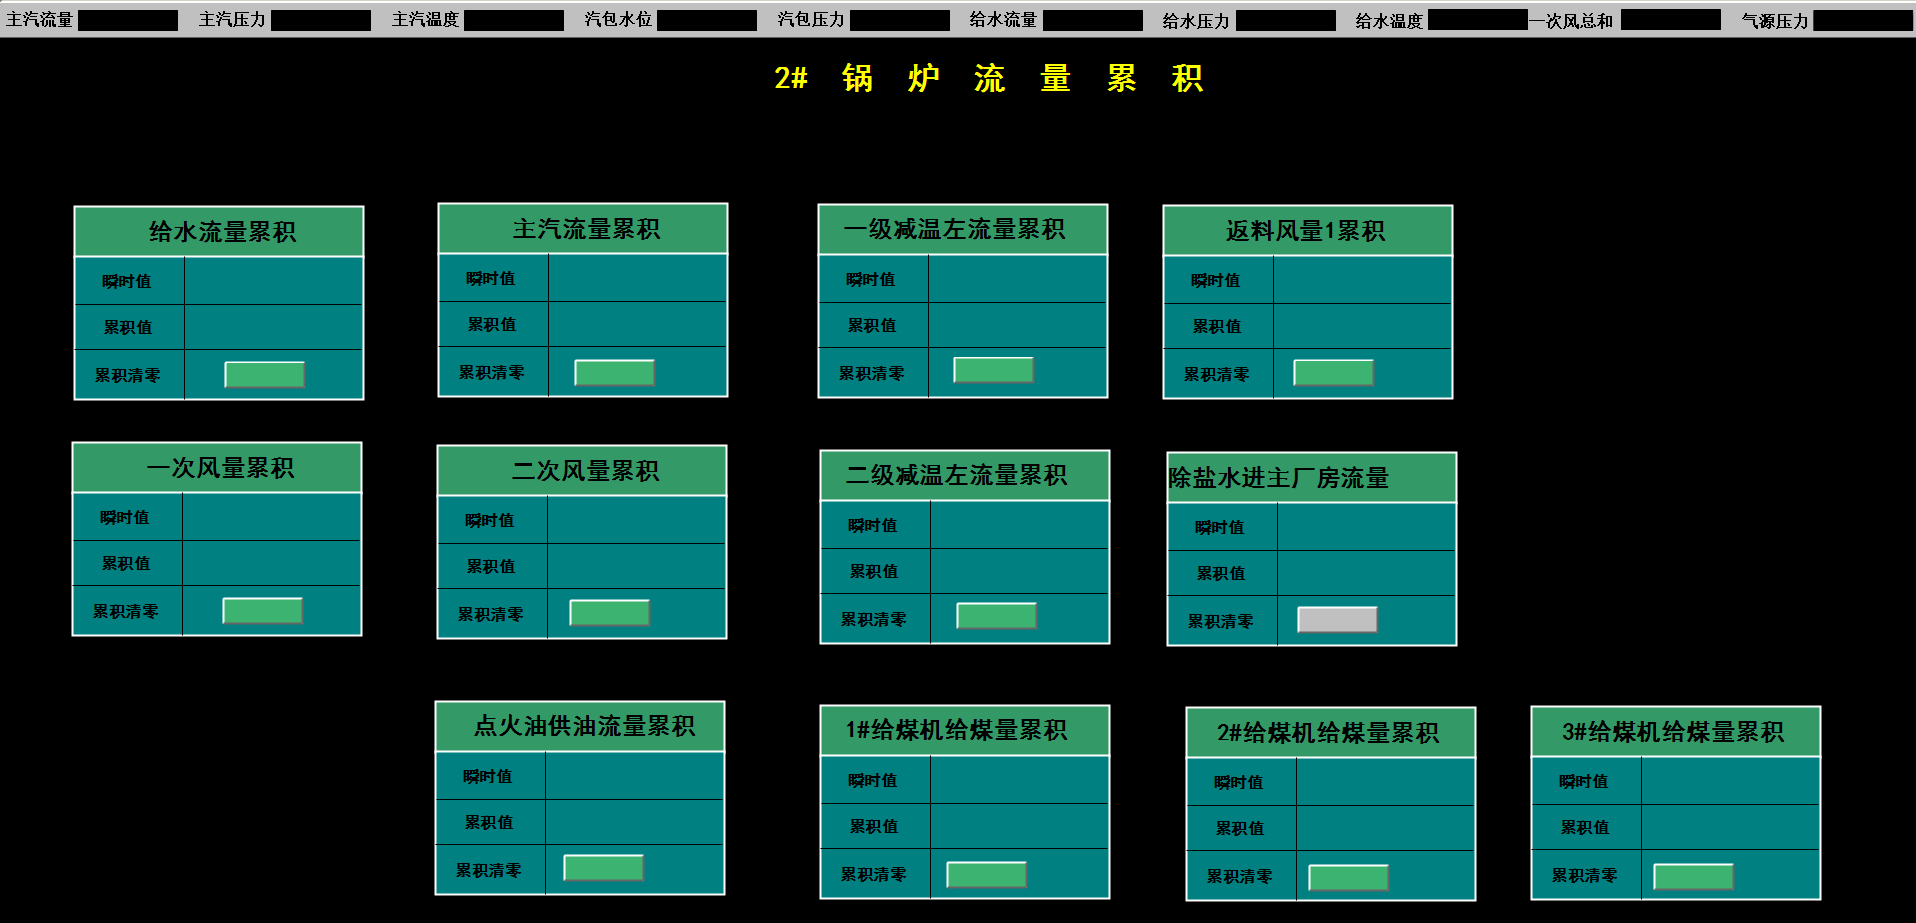 主汽流量 主汽压力 主汽温度 汽包水位 汽包压力 给水流量 给水压力 给水温度 一次风总和 气源压力
2# 锅 炉 流 量 累 积
给水流量累积
瞬时值
累积值
累积清零
主汽流量累积
瞬时值
累积值
累积清零
一级减温左流量累积
瞬时值
累积值
累积清零
返料风量1累积
瞬时值
累积值
累积清零
一次风量累积
瞬时值
累积值
累积清零
二次风量累积
瞬时值
累积值
累积清零
二级减温左流量累积
瞬时值
累积值
累积清零
除盐水进主厂房流量
瞬时值
累积值
累积清零
点火油供油流量累积
瞬时值
累积值
累积清零
1#给煤机给煤量累积
瞬时值
累积值
累积清零
2#给煤机给煤量累积
瞬时值
累积值
累积清零
3#给煤机给煤量累积
瞬时值
累积值
累积清零